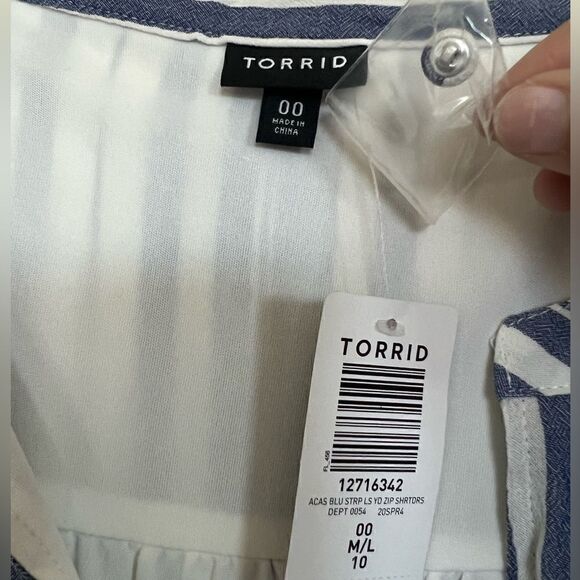 TORRID
00
MADE IN
CHINA
TORRID
FL_456
12716342
ACAS BLU STRP LS YD ZIP SHRTDRS
DEPT 0054 20SPR4
00
M/L
10